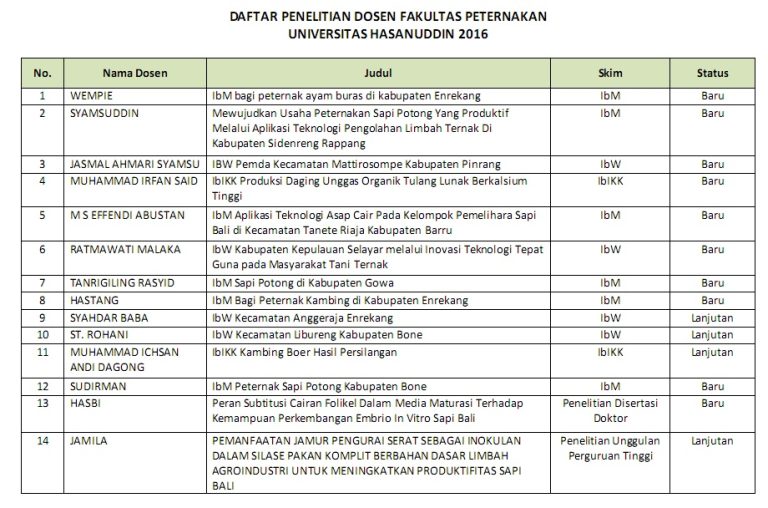 DAFTAR PENELITIAN DOSEN FAKULTAS PETERNAKAN
UNIVERSITAS HASANUDDIN 2016
No. Nama Dosen Judul Skim Status
1 WEMPIE IbM bagi peternak ayam buras di kabupaten Enrekang IbM Baru
2 SYAMSUDDIN Mewujudkan Usaha Peternakan Sapi Potong Yang Produktif IbM Baru
Melalui Aplikasi Teknologi Pengolahan Limbah Ternak Di
Kabupaten Sidenreng Rappang
3 JASMAL AHMARI SYAMSU IBW Pemda Kecamatan Mattirosompe Kabupaten Pinrang IbW Baru
4 MUHAMMAD IRFAN SAID IbIKK Produksi Daging Unggas Organik Tulang Lunak Berkalsium IbIKK Baru
Tinggi
5 M S EFFENDI ABUSTAN IbM Aplikasi Teknologi Asap Cair Pada Kelompok Pemelihara Sapi IbM Baru
Bali di Kecamatan Tanete Riaja Kabupaten Barru
6 RATMAWATI MALAKA IbW Kabupaten Kepulauan Selayar melalui Inovasi Teknologi Tepat IbW Baru
Guna pada Masyarakat Tani Ternak
7 TANRIGILING RASYID IbM Sapi Potong di Kabupaten Gowa IbM Baru
8 HASTANG IbM Bagi Peternak Kambing di Kabupaten Enrekang IbM Baru
9 SYAHDAR BABA IbW Kecamatan Anggeraja Enrekang IbW Lanjutan
10 ST. ROHANI IbW Kecamatan Libureng Kabupaten Bone IbW Lanjutan
11 MUHAMMAD ICHSAN IbIKK Kambing Boer Hasil Persilangan IbIKK Lanjutan
ANDI DAGONG
12 SUDIRMAN IbM Peternak Sapi Potong Kabupaten Bone IbM Baru
13 HASBI Peran Subtitusi Cairan Folikel Dalam Media Maturasi Terhadap Penelitian Disertasi Baru
Kemampuan Perkembangan Embrio In Vitro Sapi Bali Doktor
14 JAMILA PEMANFAATAN JAMUR PENGURAI SERAT SEBAGAI INOKULAN Penelitian Unggulan Lanjutan
DALAM SILASE PAKAN KOMPLIT BERBAHAN DASAR LIMBAH Perguruan Tinggi
AGROINDUSTRI UNTUK MENINGKATKAN PRODUKTIFITAS SAPI
BALI